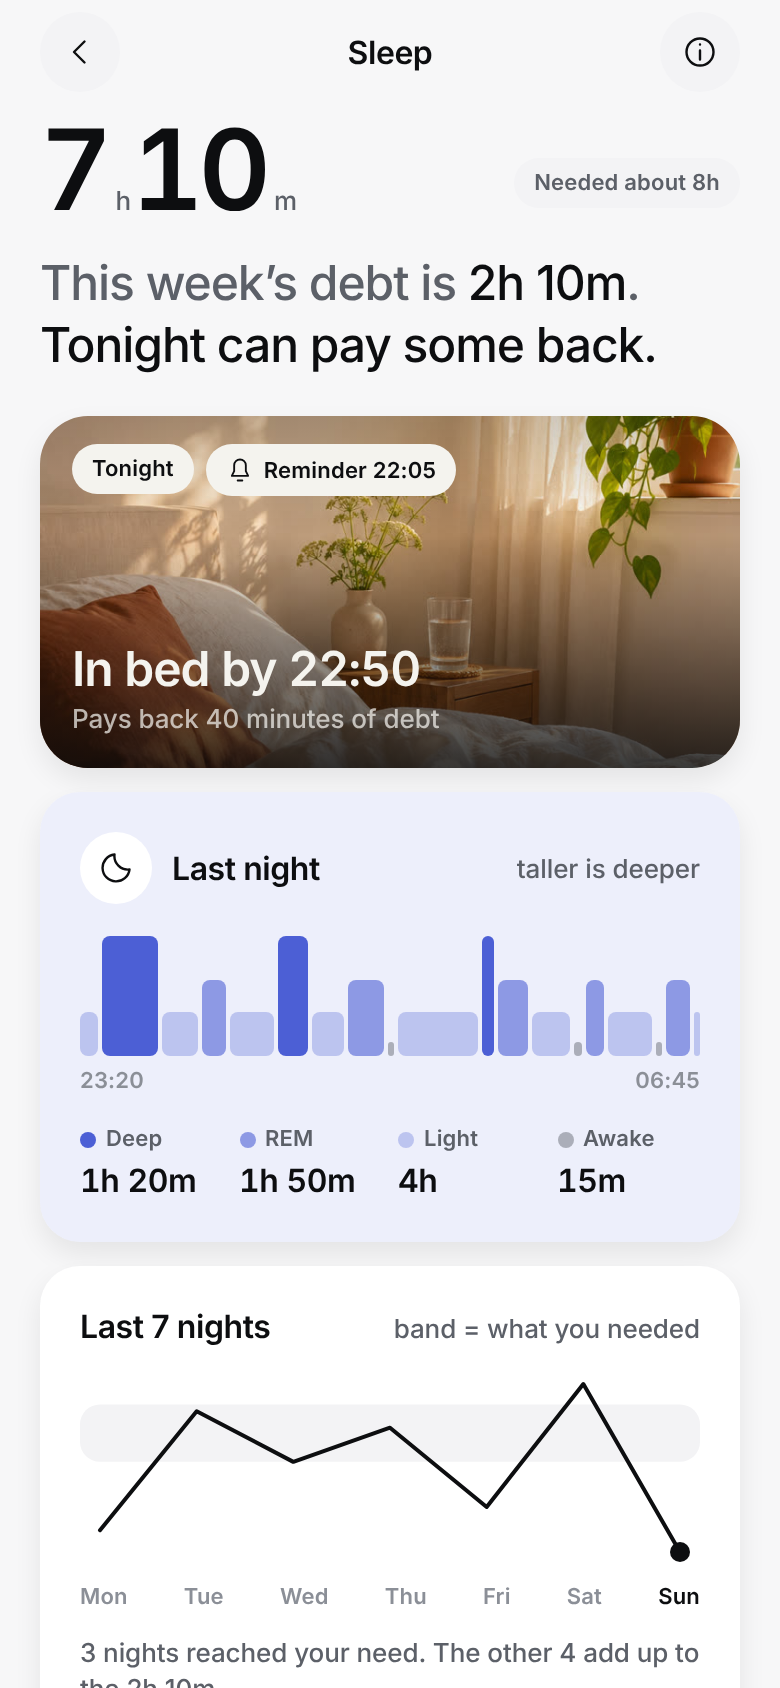 Sleep
7h 10m
Needed about 8h
This week’s debt is 2h 10m.
Tonight can pay some back.
Tonight
Reminder 22:05
In bed by 22:50
Pays back 40 minutes of debt
Last night
taller is deeper
23:20
06:45
Deep
REM
Light
Awake
1h 20m
1h 50m
4h
15m
Last 7 nights
band = what you needed
Mon Tue Wed Thu Fri Sat Sun
3 nights reached your need. The other 4 add up to
the 2h 10m